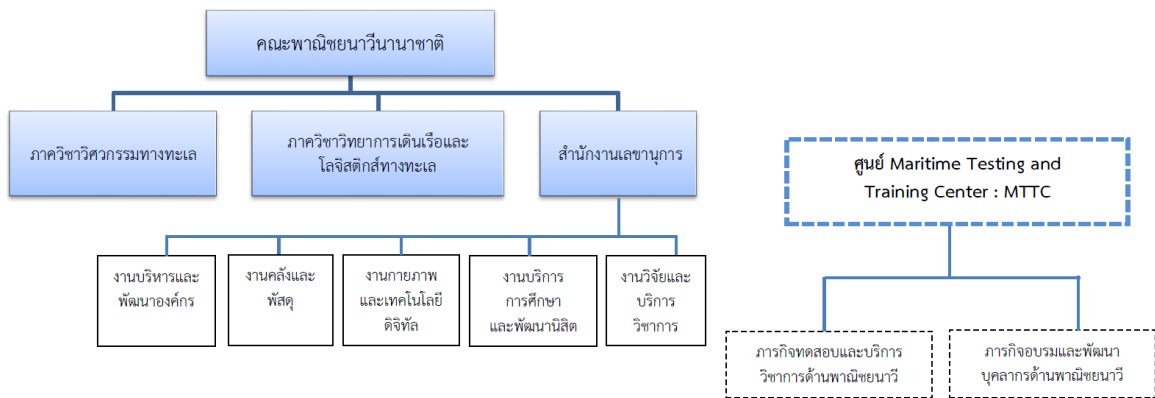 คณะพาณิชยนาวีนานาชาติ
ภาควิชาวิศวกรรมทางทะเล
ภาควิชาวิทยาการเดินเรือและ
โลจิสติกส์ทางทะเล
สำนักงานเลขานุการ
งานบริหารและ
พัฒนาองค์กร
งานคลังและ
พัสดุ
งานกายภาพ
และเทคโนโลยี
ดิจิทัล
งานบริการ
การศึกษา
และพัฒนานิสิต
งานวิจัยและ
บริการ
วิชาการ
ศูนย์ Maritime Testing and
Training Center : MTTC
ภารกิจทดสอบและบริการ
วิชาการด้านพาณิชยนาวี
ภารกิจอบรมและพัฒนา
บุคลากรด้านพาณิชยนาวี